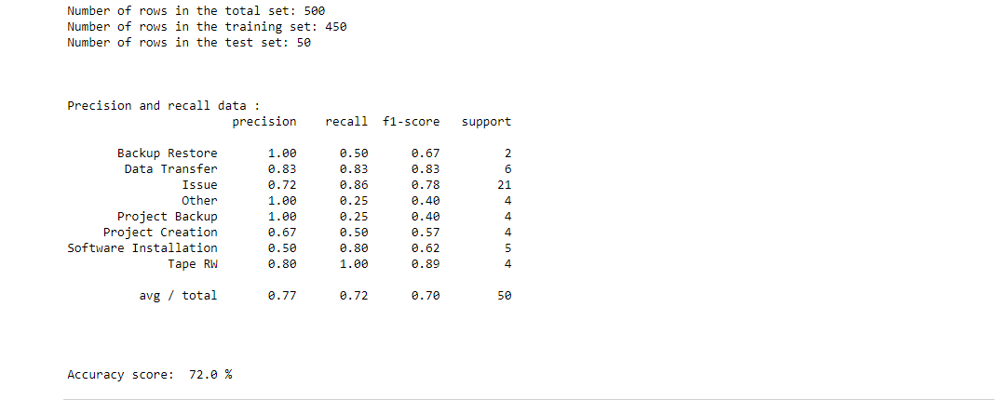 Number of rows in the total set: 500
Number of rows in the training set: 450
Number of rows in the test set: 50
Precision and recall data :
precision recall f1-score support
Backup Restore 1.00 0.50 0.67 2
Data Transfer 0.83 0.83 0.83 6
Issue 0.72 0.86 0.78 21
Other 1.00 0.25 0.40 4
Project Backup 1.00 0.25 0.40 4
Project Creation 0.67 0.50 0.57 4
Software Installation 0.50 0.80 0.62 5
Tape RW 0.80 1.00 0.89 4
avg / total 0.77 0.72 0.70 50
Accuracy score: 72.0 %